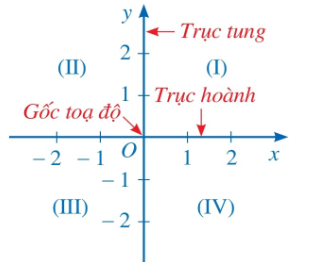 y
Trục tung
2
(II)
(I)
1
Trục hoành
Gốc toạ độ
−2 −1 O 1 2 x
−1
(III)
(IV)
−2